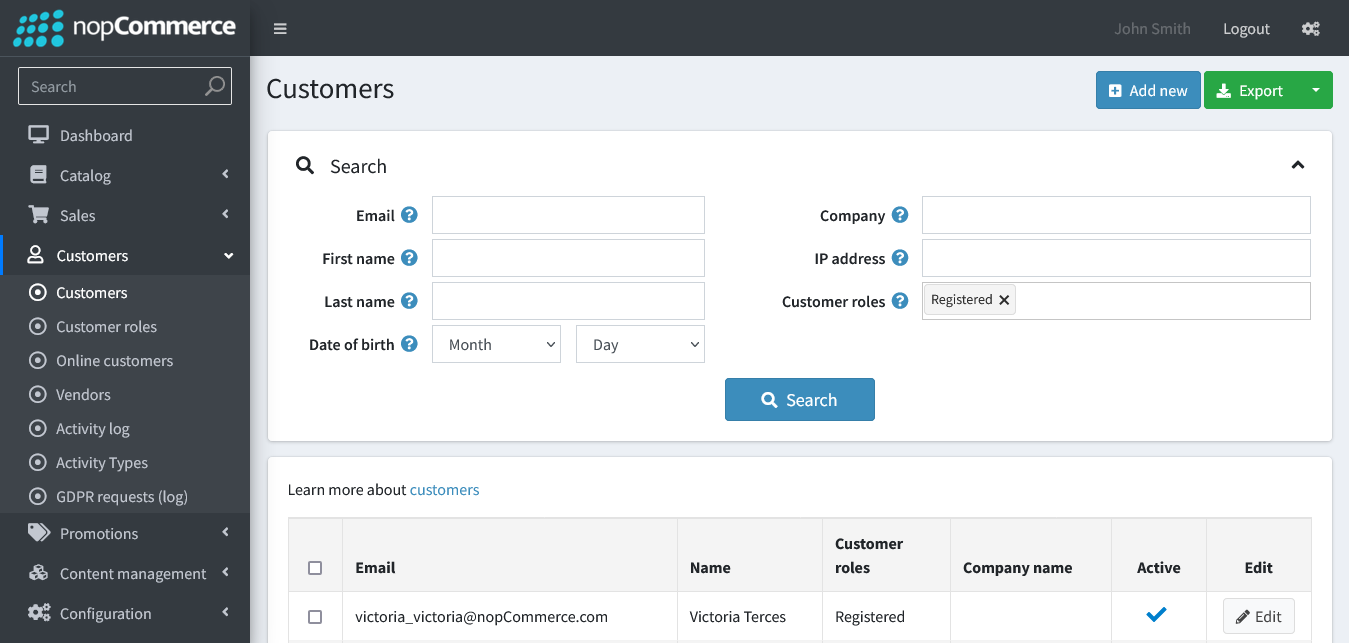 nopCommerce
John Smith Logout
Search
Dashboard
Catalog
Sales
Customers
Customers
Customer roles
Online customers
Vendors
Activity log
Activity Types
GDPR requests (log)
Promotions
Content management
Configuration
Customers
Add new Export
Search
Email ? Company ?
First name ? IP address ?
Last name ? Customer roles ? Registered ×
Date of birth ? Month Day
Search
Learn more about customers
Email Name Customer roles Company name Active Edit
victoria_victoria@nopCommerce.com Victoria Terces Registered Edit